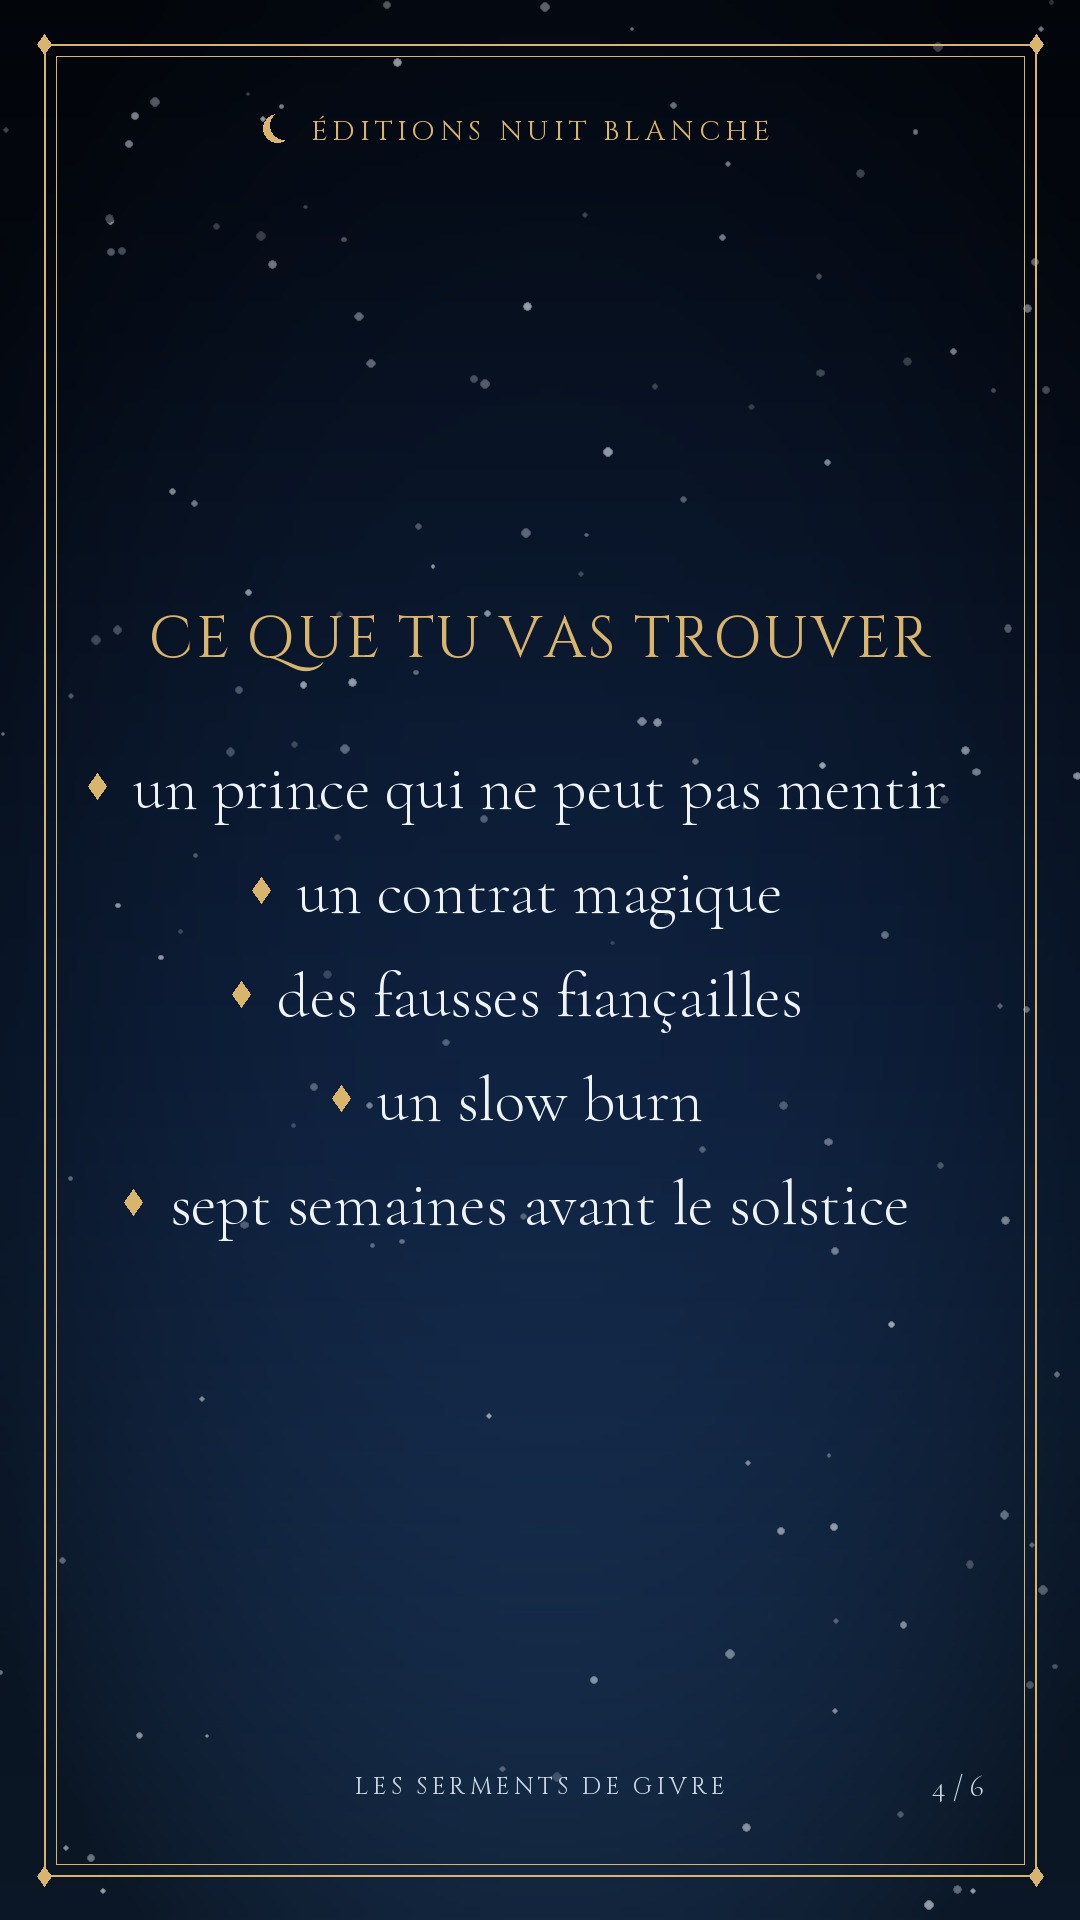 ÉDITIONS NUIT BLANCHE
CE QUE TU VAS TROUVER
un prince qui ne peut pas mentir
un contrat magique
des fausses fiançailles
un slow burn
sept semaines avant le solstice
LES SERMENTS DE GIVRE
4 / 6